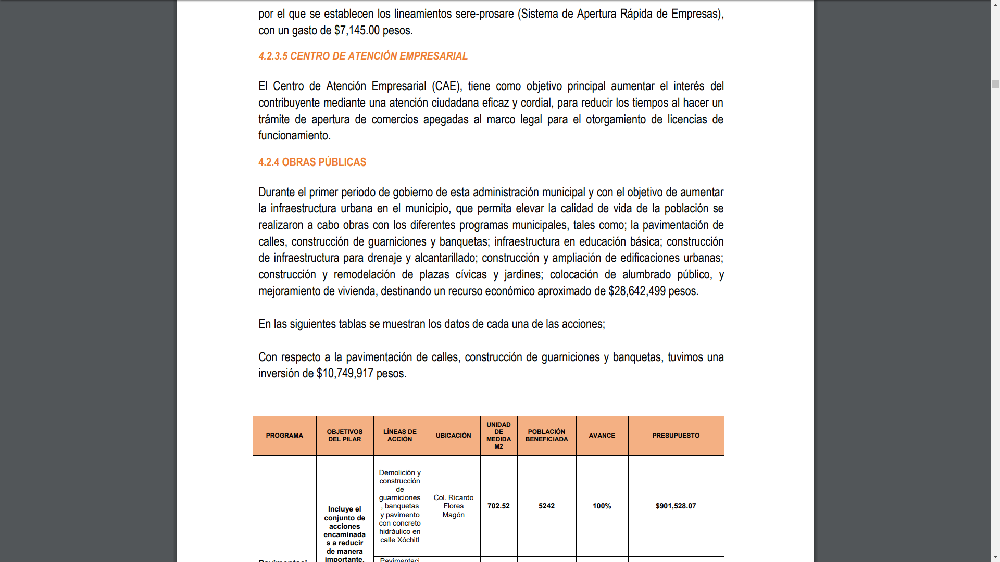 por el que se establecen los lineamientos sere-prosare (Sistema de Apertura Rápida de Empresas),
con un gasto de $7,145.00 pesos.
4.2.3.5 CENTRO DE ATENCIÓN EMPRESARIAL
El Centro de Atención Empresarial (CAE), tiene como objetivo principal aumentar el interés del
contribuyente mediante una atención ciudadana eficaz y cordial, para reducir los tiempos al hacer un
trámite de apertura de comercios apegadas al marco legal para el otorgamiento de licencias de
funcionamiento.
4.2.4 OBRAS PÚBLICAS
Durante el primer periodo de gobierno de esta administración municipal y con el objetivo de aumentar
la infraestructura urbana en el municipio, que permita elevar la calidad de vida de la población se
realizaron a cabo obras con los diferentes programas municipales, tales como; la pavimentación de
calles, construcción de guarniciones y banquetas; infraestructura en educación básica; construcción
de infraestructura para drenaje y alcantarillado; construcción y ampliación de edificaciones urbanas;
construcción y remodelación de plazas cívicas y jardines; colocación de alumbrado público, y
mejoramiento de vivienda, destinando un recurso económico aproximado de $28,642,499 pesos.
En las siguientes tablas se muestran los datos de cada una de las acciones;
Con respecto a la pavimentación de calles, construcción de guarniciones y banquetas, tuvimos una
inversión de $10,749,917 pesos.
PROGRAMA
OBJETIVOS
DEL PILAR
LÍNEAS DE
ACCIÓN
UBICACIÓN
UNIDAD
DE
MEDIDA
M2
POBLACIÓN
BENEFICIADA
AVANCE
PRESUPUESTO
Incluye el
conjunto de
acciones
encaminada
s a reducir
de manera
importante,
Demolición y
construcción
de
guarniciones
, banquetas
y pavimento
con concreto
hidráulico en
calle Xóchitl
Col. Ricardo
Flores
Magón
702.52
5242
100%
$901,528.07
Pavimentaci